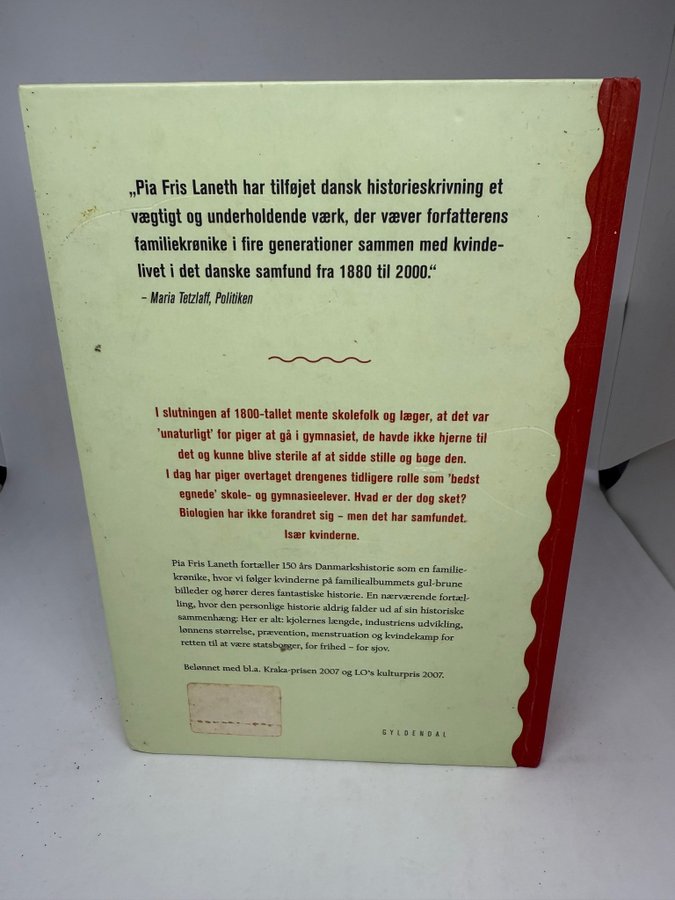 „Pia Fris Laneth har tilføjet dansk historieskrivning et
vægtigt og underholdende værk, der væver forfatterens
familiekrønike i fire generationer sammen med kvinde-
livet i det danske samfund fra 1880 til 2000.“
– Maria Tetzlaff, Politiken
I slutningen af 1800-tallet mente skolefolk og læger, at det var
'unaturligt' for piger at gå i gymnasiet, de havde ikke hjerne til
det og kunne blive sterile af at sidde stille og boge den.
I dag har piger overtaget drengenes tidligere rolle som 'bedst
egnede' skole- og gymnasieelever. Hvad er der dog sket?
Biologien har ikke forandret sig – men det har samfundet.
Især kvinderne.
Pia Fris Laneth fortæller 150 års Danmarkshistorie som en familie-
krønike, hvor vi følger kvinderne på familiealbummets gul-brune
billeder og hører deres fantastiske historie. En nærværende fortæl-
ling, hvor den personlige historie aldrig falder ud af sin historiske
sammenhæng: Her er alt: kjolernes længde, industriens udvikling,
lønnens størrelse, prævention, menstruation og kvindekamp for
retten til at være statsborger, for frihed – for sjov.
Belønnet med bl.a. Kraka-prisen 2007 og LO's kulturpris 2007.
GYLDENDAL